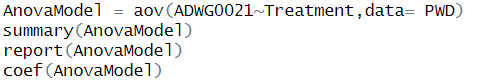 AnovaModel = aov(ADWG0021~Treatment,data= PWD)
summary(AnovaModel)
report(AnovaModel)
coef(AnovaModel)